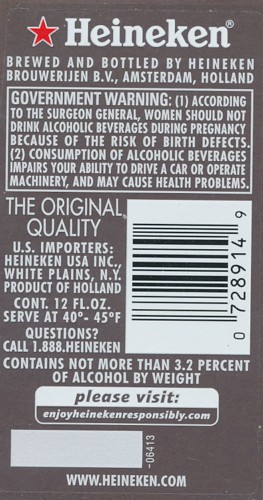 Heineken®
BREWED AND BOTTLED BY HEINEKEN
BROUWERIJEN B.V., AMSTERDAM, HOLLAND
GOVERNMENT WARNING: (1) ACCORDING
TO THE SURGEON GENERAL, WOMEN SHOULD NOT
DRINK ALCOHOLIC BEVERAGES DURING PREGNANCY
BECAUSE OF THE RISK OF BIRTH DEFECTS.
(2) CONSUMPTION OF ALCOHOLIC BEVERAGES
IMPAIRS YOUR ABILITY TO DRIVE A CAR OR OPERATE
MACHINERY, AND MAY CAUSE HEALTH PROBLEMS.
THE ORIGINAL
QUALITY
U.S. IMPORTERS:
HEINEKEN USA INC.,
WHITE PLAINS, N.Y.
PRODUCT OF HOLLAND
CONT. 12 FL.OZ.
SERVE AT 40°- 45°F
QUESTIONS?
CALL 1.888.HEINEKEN
0 728914 9
CONTAINS NOT MORE THAN 3.2 PERCENT
OF ALCOHOL BY WEIGHT
please visit:
enjoyheinekenresponsibly.com
-06413
WWW.HEINEKEN.COM